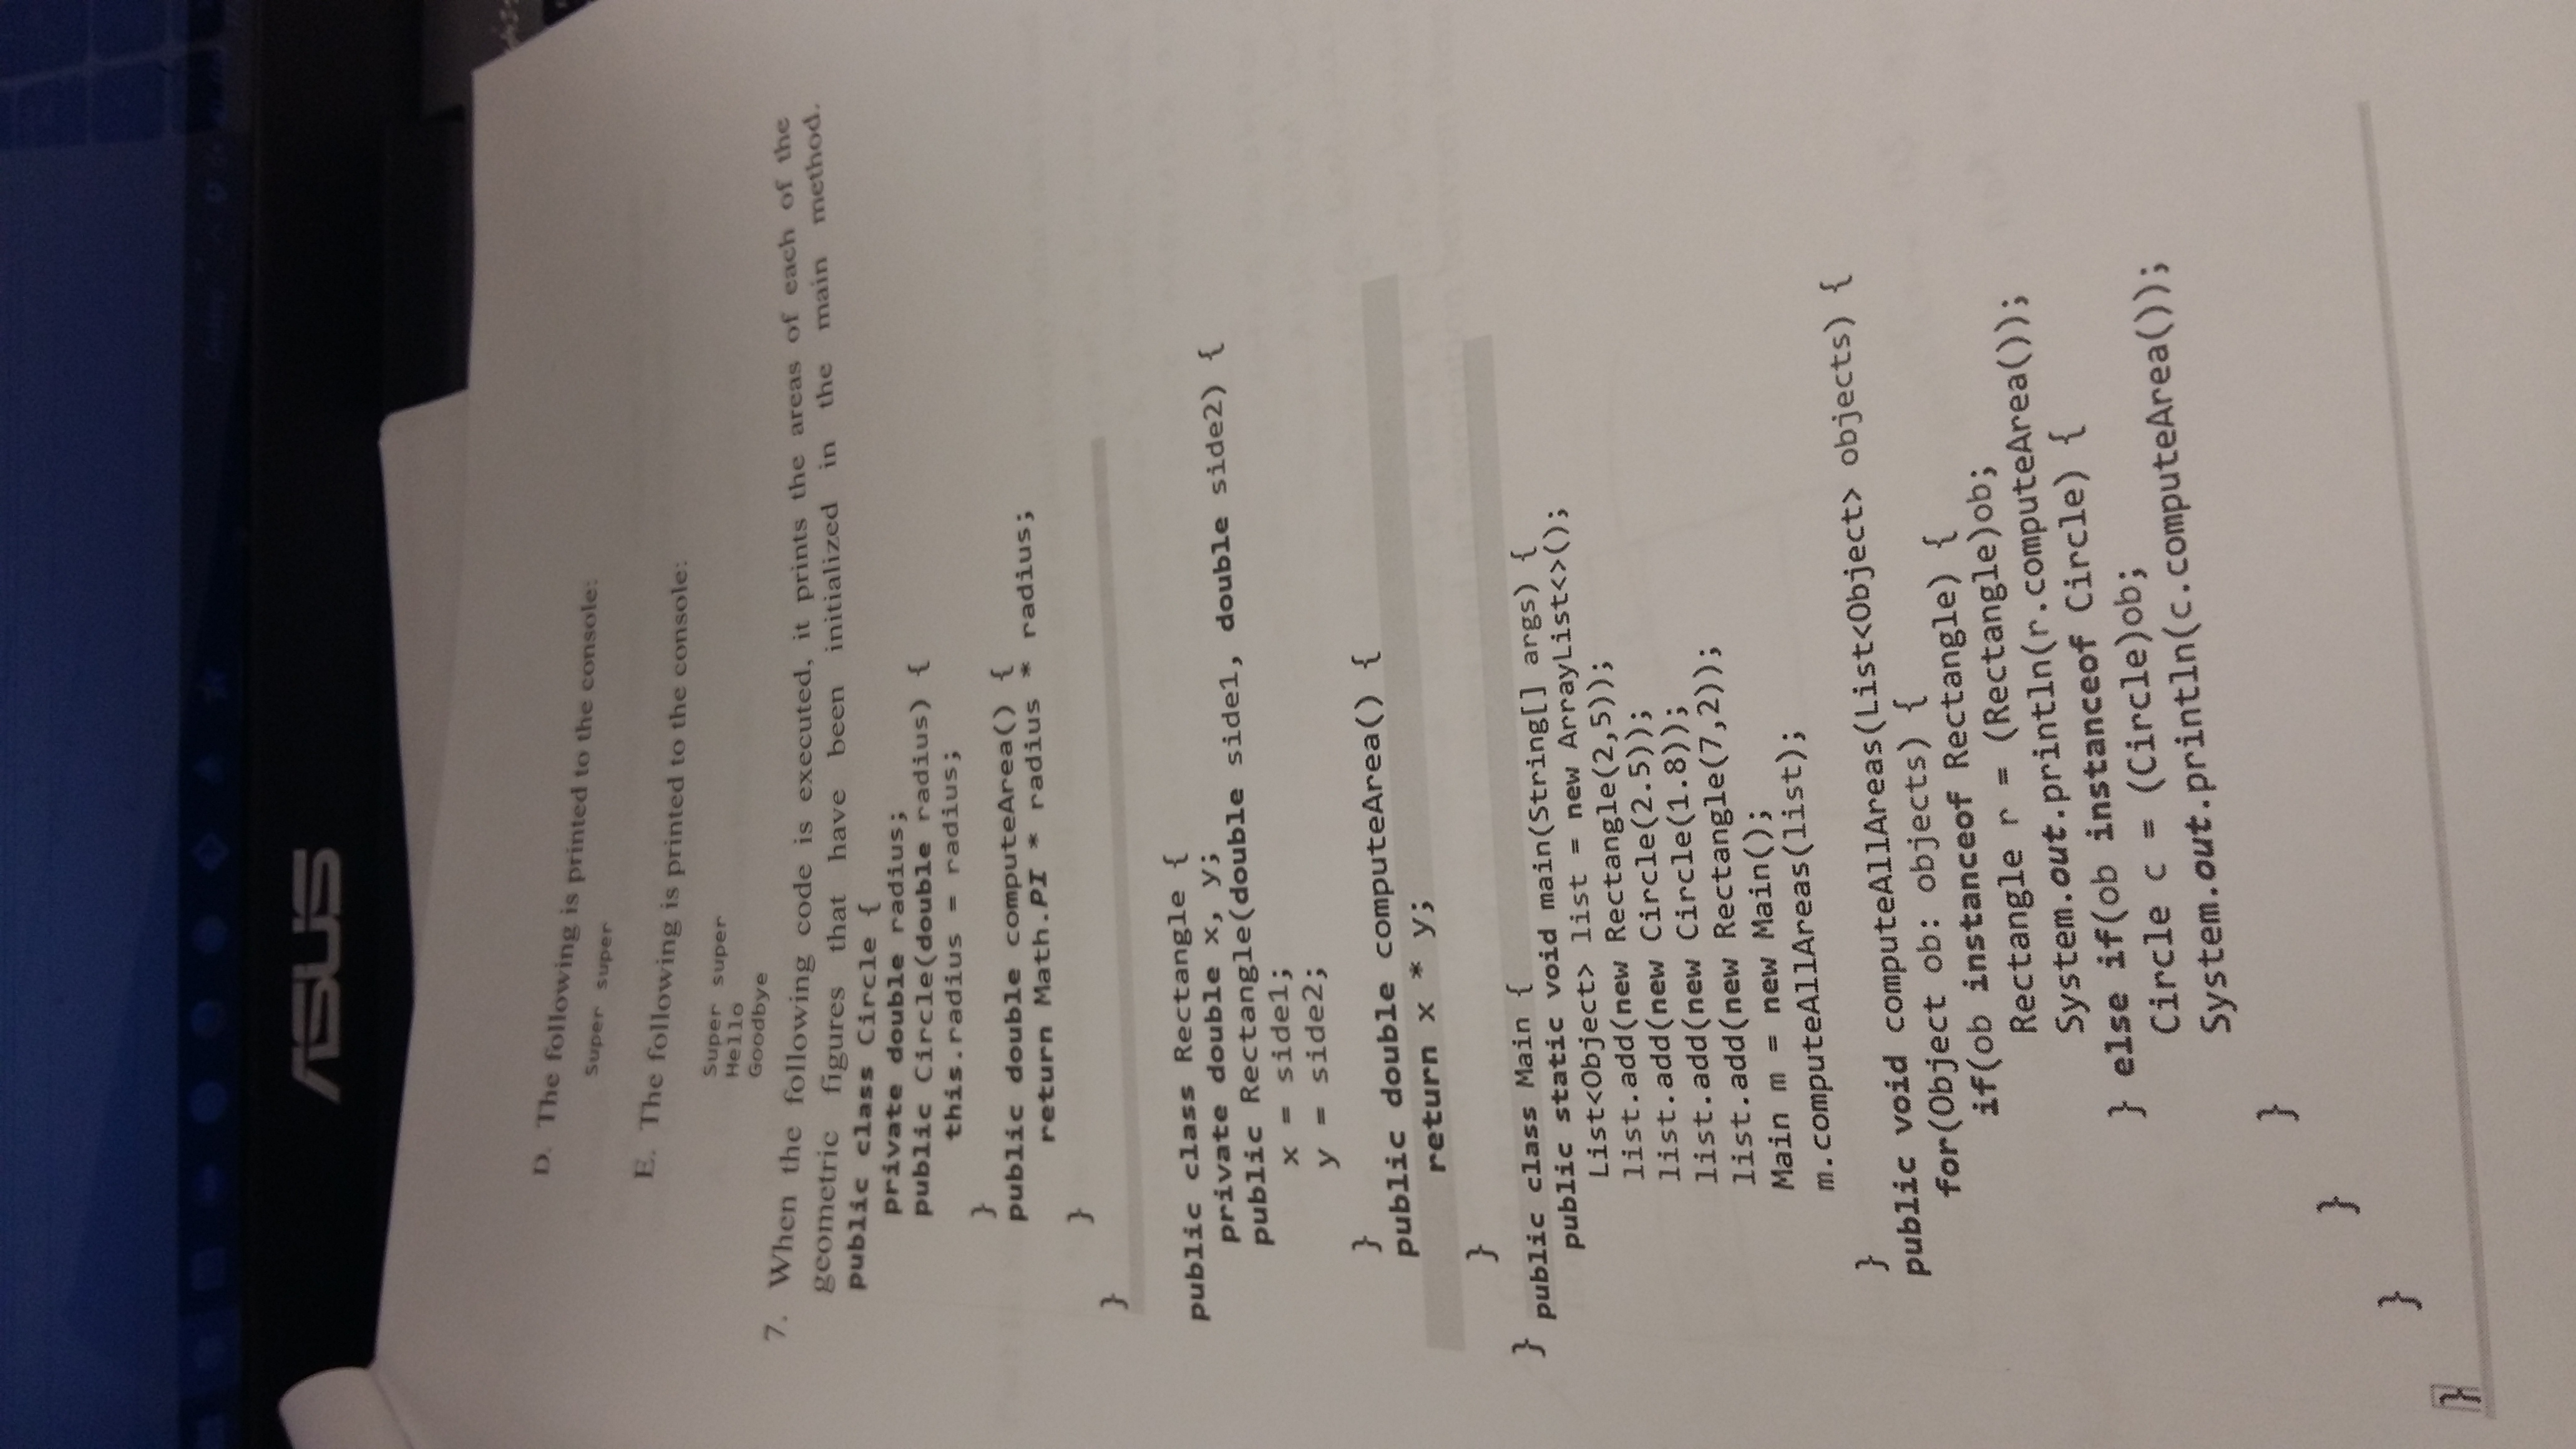 ASUS
D. The following is printed to the console:
Super super
E. The following is printed to the console:
Super super
Hello
Goodbye
7. When the following code is executed, it prints the areas of each of the
geometric figures that have been initialized in the main method.
public class Circle {
private double radius;
public Circle(double radius) {
this.radius = radius;
}
public double computeArea() {
return Math.PI * radius * radius;
}
}
public class Rectangle {
private double x, y;
public Rectangle(double side1, double side2) {
x = side1;
y = side2;
}
public double computeArea() {
return x * y;
}
} public class Main {
public static void main(String[] args) {
List<Object> list = new ArrayList<>();
list.add(new Rectangle(2,5));
list.add(new Circle(2.5));
list.add(new Circle(1.8));
list.add(new Rectangle(7,2));
Main m = new Main();
m.computeAllAreas(list);
}
public void computeAllAreas(List<Object> objects) {
for(Object ob: objects) {
if(ob instanceof Rectangle) {
Rectangle r = (Rectangle)ob;
System.out.println(r.computeArea());
} else if(ob instanceof Circle) {
Circle c = (Circle)ob;
System.out.println(c.computeArea());
}
}
}
}